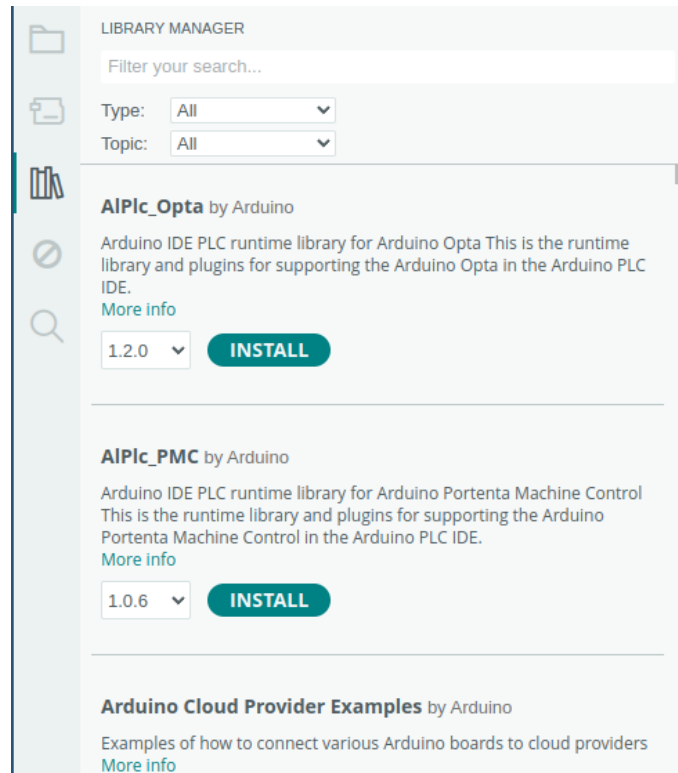 LIBRARY MANAGER
Filter your search...
Type: All
Topic: All
AlPlc_Opta by Arduino
Arduino IDE PLC runtime library for Arduino Opta This is the runtime
library and plugins for supporting the Arduino Opta in the Arduino PLC
IDE.
More info
1.2.0 INSTALL
AlPlc_PMC by Arduino
Arduino IDE PLC runtime library for Arduino Portenta Machine Control
This is the runtime library and plugins for supporting the Arduino
Portenta Machine Control in the Arduino PLC IDE.
More info
1.0.6 INSTALL
Arduino Cloud Provider Examples by Arduino
Examples of how to connect various Arduino boards to cloud providers
More info